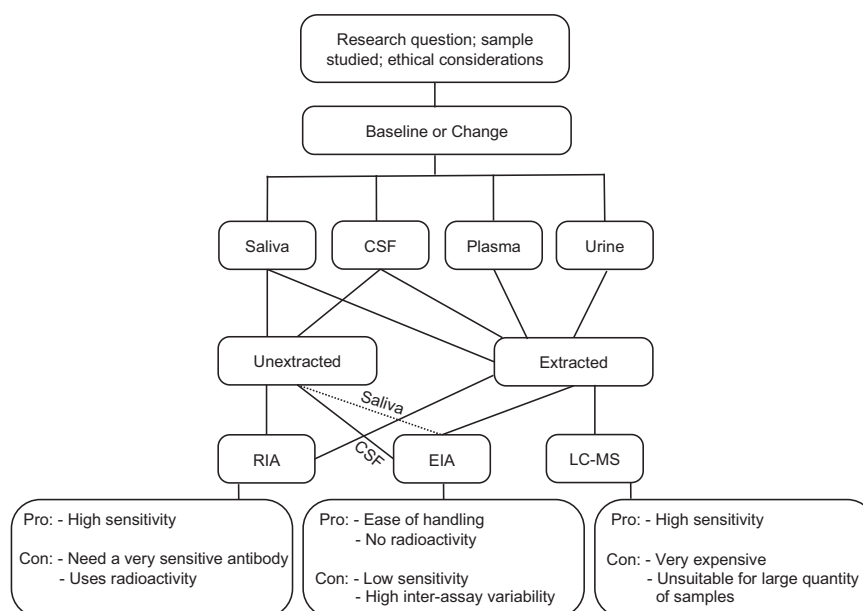 Research question; sample
studied; ethical considerations
Baseline or Change
Saliva
CSF
Plasma
Urine
Unextracted
Extracted
Saliva
CSF
RIA
EIA
LC-MS
Pro: - High sensitivity
Con: - Need a very sensitive antibody
- Uses radioactivity
Pro: - Ease of handling
- No radioactivity
Con: - Low sensitivity
- High inter-assay variability
Pro: - High sensitivity
Con: - Very expensive
- Unsuitable for large quantity
of samples